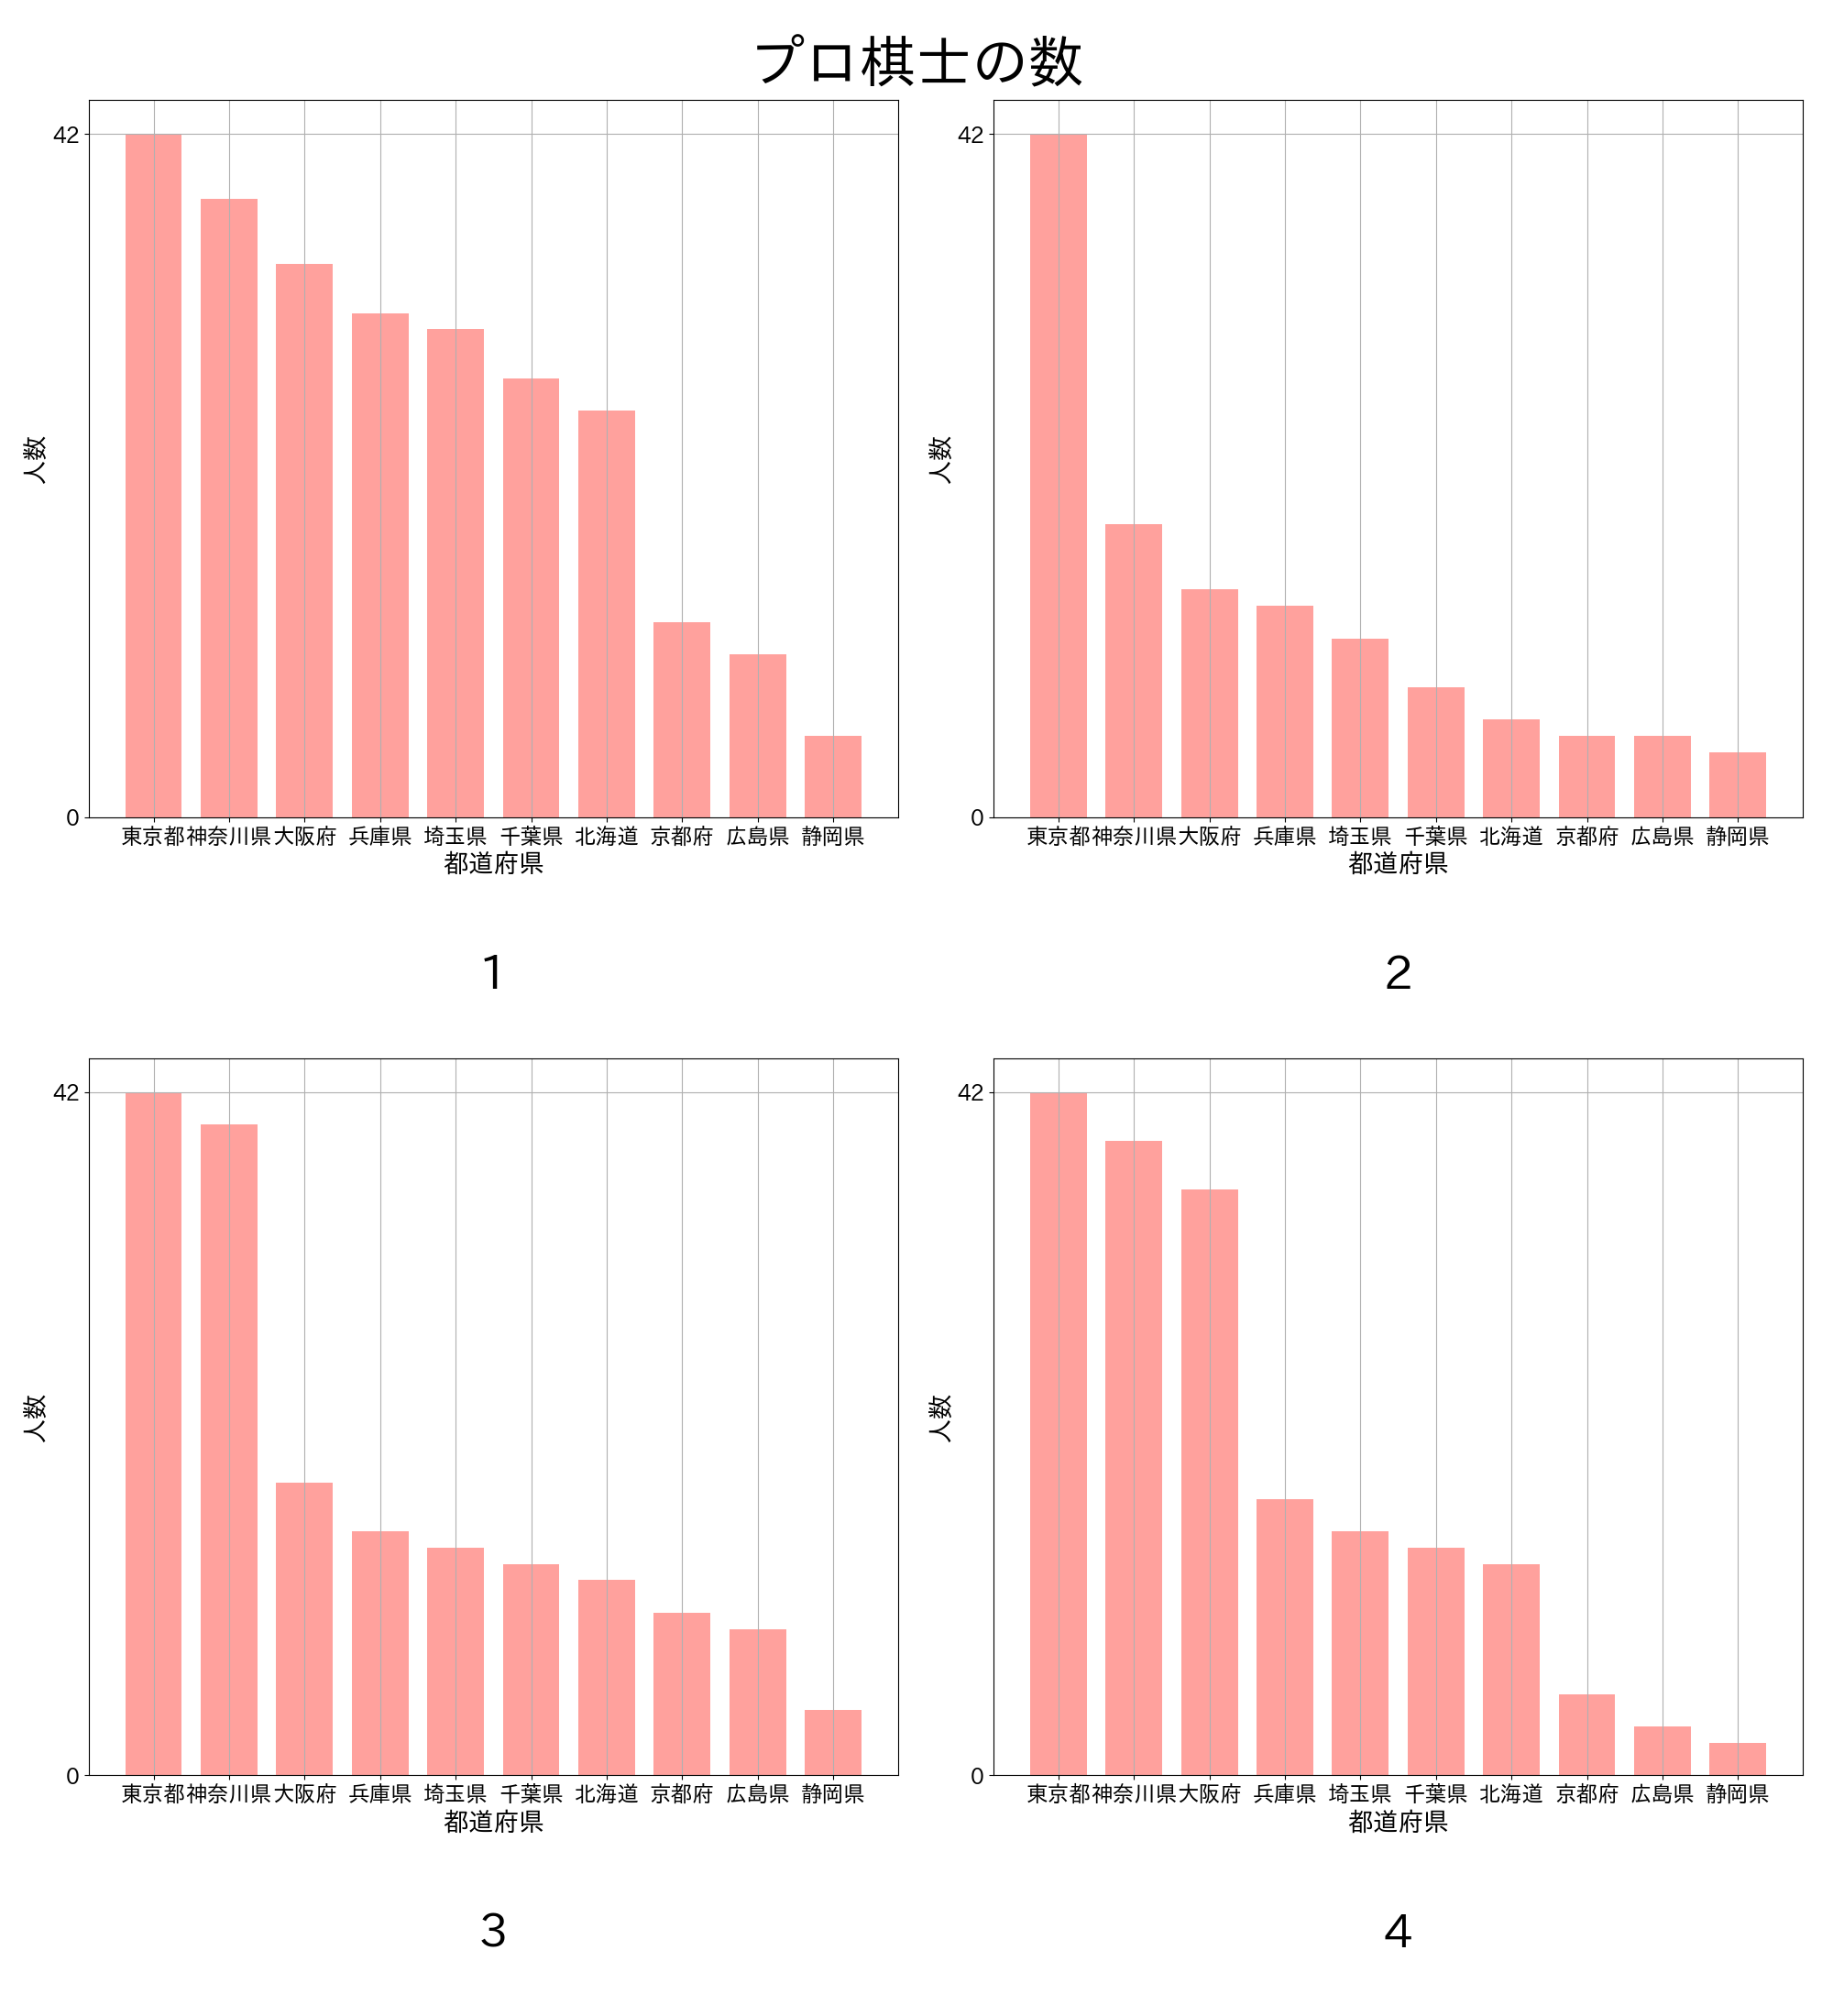 プロ棋士の数
42
0
人数
東京都 神奈川県 大阪府 兵庫県 埼玉県 千葉県 北海道 京都府 広島県 静岡県
都道府県
1
42
0
人数
東京都 神奈川県 大阪府 兵庫県 埼玉県 千葉県 北海道 京都府 広島県 静岡県
都道府県
2
42
0
人数
東京都 神奈川県 大阪府 兵庫県 埼玉県 千葉県 北海道 京都府 広島県 静岡県
都道府県
3
42
0
人数
東京都 神奈川県 大阪府 兵庫県 埼玉県 千葉県 北海道 京都府 広島県 静岡県
都道府県
4